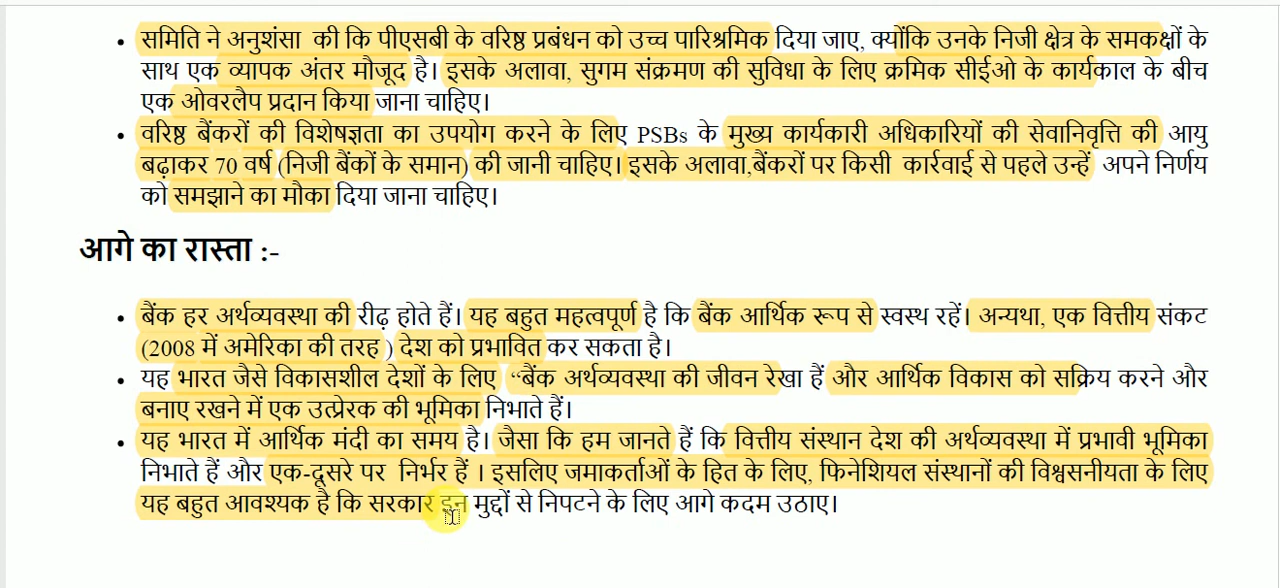 • समिति ने अनुशंसा की कि पीएसबी के वरिष्ठ प्रबंधन को उच्च पारिश्रमिक दिया जाए, क्योंकि उनके निजी क्षेत्र के समकक्षों के
साथ एक व्यापक अंतर मौजूद है। इसके अलावा, सुगम संक्रमण की सुविधा के लिए क्रमिक सीईओ के कार्यकाल के बीच
एक ओवरलैप प्रदान किया जाना चाहिए।
• वरिष्ठ बैंकरों की विशेषज्ञता का उपयोग करने के लिए PSBs के मुख्य कार्यकारी अधिकारियों की सेवानिवृत्ति की आयु
बढ़ाकर 70 वर्ष (निजी बैंकों के समान) की जानी चाहिए। इसके अलावा,बैंकरों पर किसी कार्रवाई से पहले उन्हें अपने निर्णय
को समझाने का मौका दिया जाना चाहिए।
आगे का रास्ता :-
• बैंक हर अर्थव्यवस्था की रीढ़ होते हैं। यह बहुत महत्वपूर्ण है कि बैंक आर्थिक रूप से स्वस्थ रहें। अन्यथा, एक वित्तीय संकट
(2008 में अमेरिका की तरह ) देश को प्रभावित कर सकता है।
• यह भारत जैसे विकासशील देशों के लिए “बैंक अर्थव्यवस्था की जीवन रेखा हैं और आर्थिक विकास को सक्रिय करने और
बनाए रखने में एक उत्प्रेरक की भूमिका निभाते हैं।
• यह भारत में आर्थिक मंदी का समय है। जैसा कि हम जानते हैं कि वित्तीय संस्थान देश की अर्थव्यवस्था में प्रभावी भूमिका
निभाते हैं और एक-दूसरे पर निर्भर हैं । इसलिए जमाकर्ताओं के हित के लिए, फिनेशियल संस्थानों की विश्वसनीयता के लिए
यह बहुत आवश्यक है कि सरकार इन मुद्दों से निपटने के लिए आगे कदम उठाए।